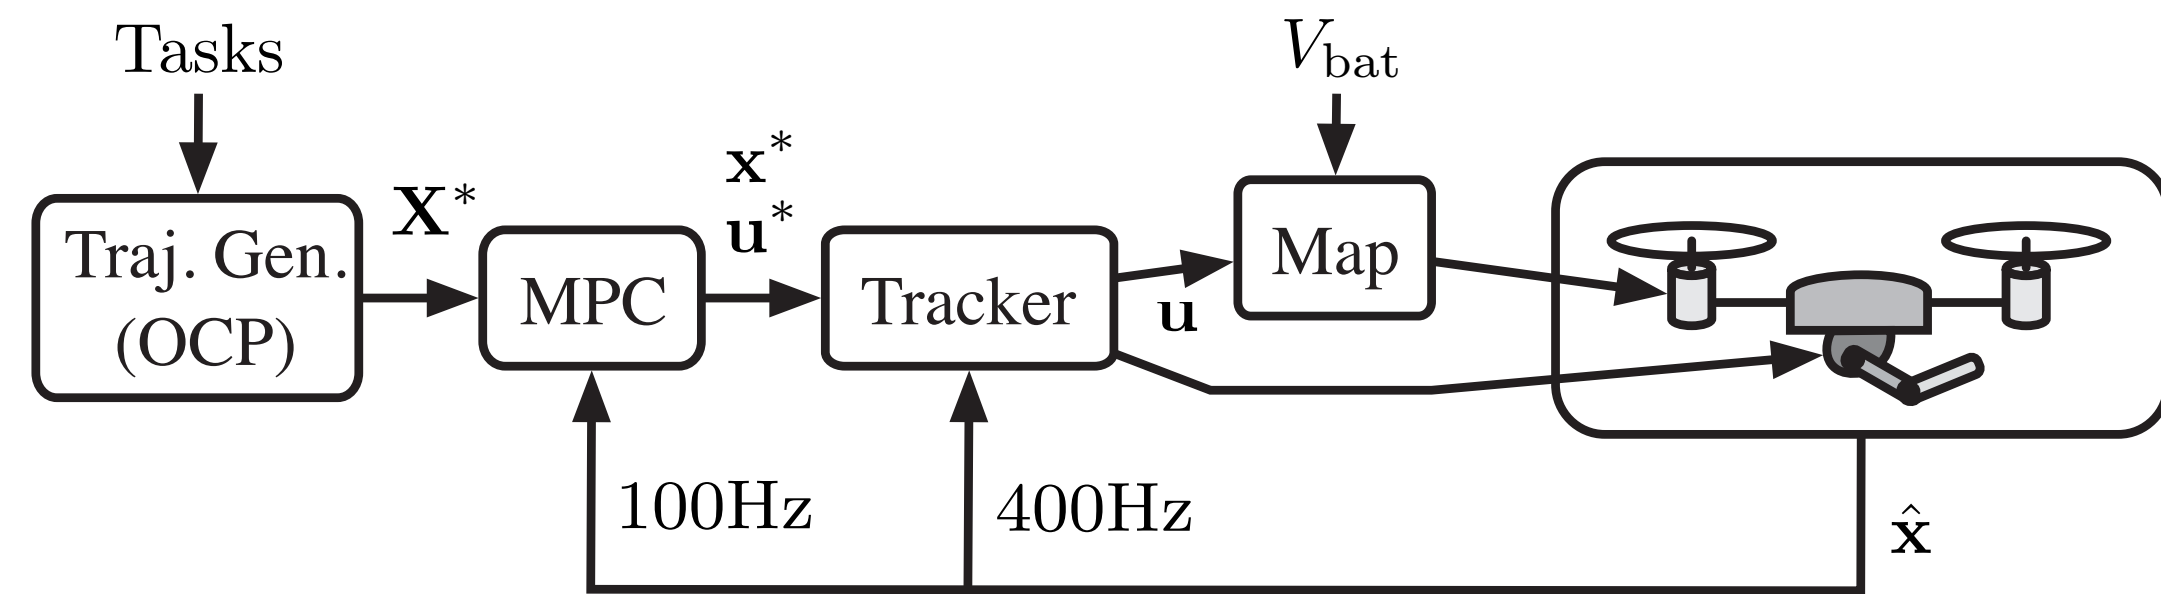 Tasks
Traj. Gen.
(OCP)
X*
MPC
x*
u*
Tracker
u
V_bat
Map
100Hz
400Hz
x̂